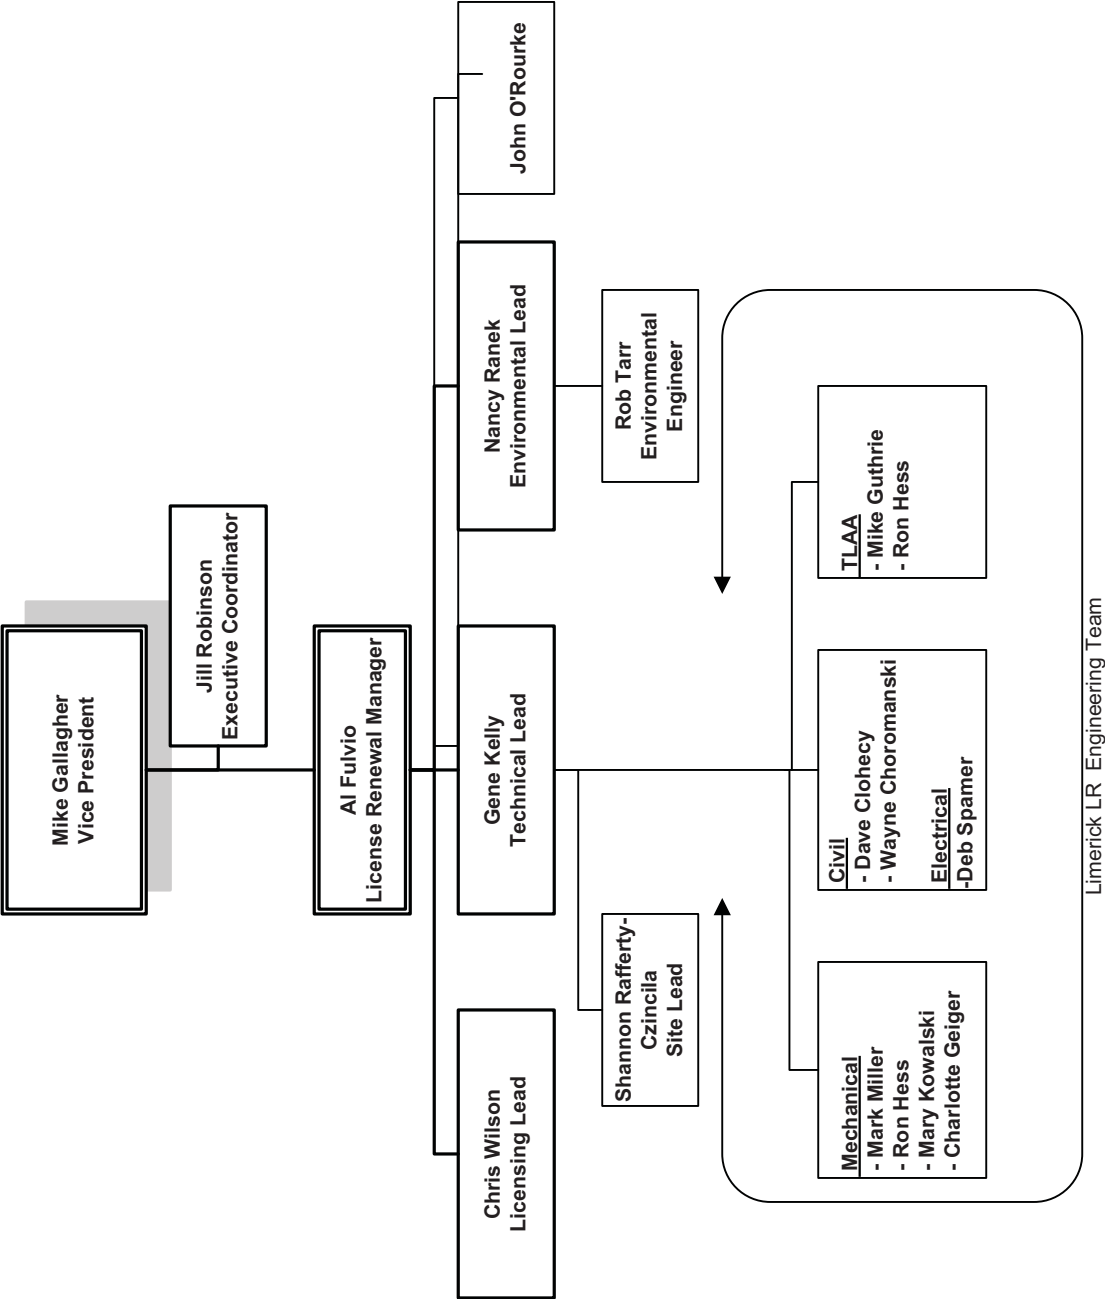 Mike Gallagher
Vice President
Jill Robinson
Executive Coordinator
Al Fulvio
License Renewal Manager
Chris Wilson
Licensing Lead
Gene Kelly
Technical Lead
Nancy Ranek
Environmental Lead
John O'Rourke
Shannon Rafferty-
Czincila
Site Lead
Rob Tarr
Environmental
Engineer
Mechanical
- Mark Miller
- Ron Hess
- Mary Kowalski
- Charlotte Geiger
Civil
- Dave Clohecy
- Wayne Choromanski
Electrical
-Deb Spamer
TLAA
- Mike Guthrie
- Ron Hess
Limerick LR Engineering Team